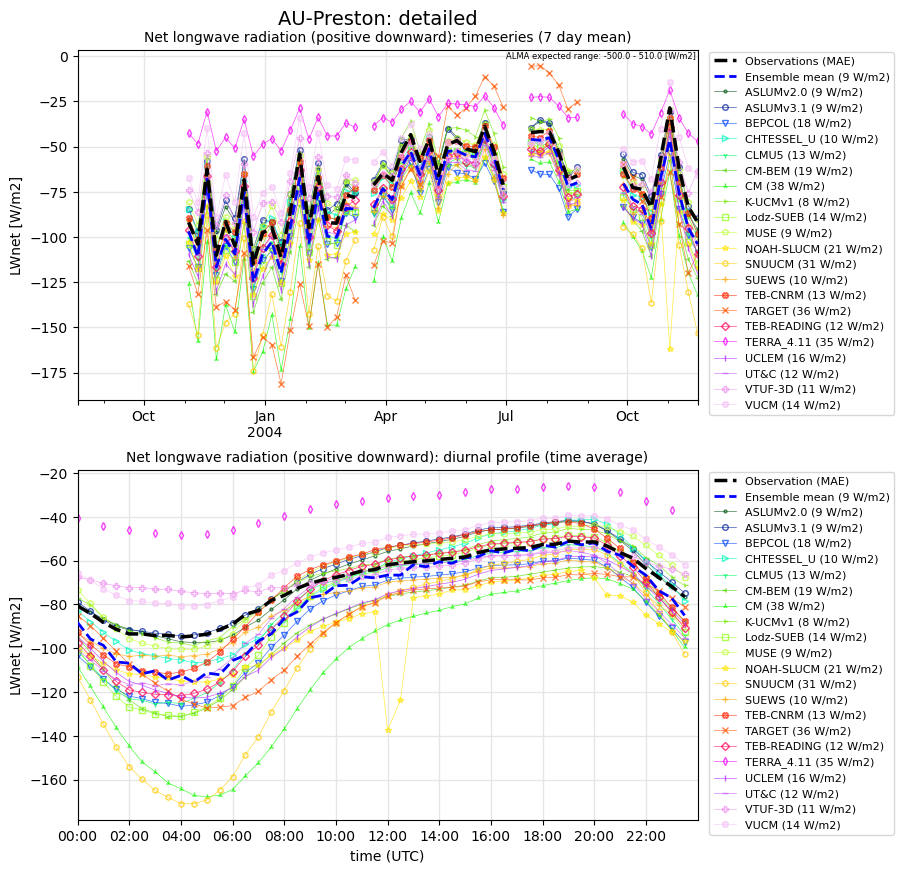 AU-Preston: detailed
Net longwave radiation (positive downward): timeseries (7 day mean)
ALMA expected range: -500.0 - 510.0 [W/m2]
LWnet [W/m2]
0
−25
−50
−75
−100
−125
−150
−175
Oct
Jan
2004
Apr
Jul
Oct
Observations (MAE)
Ensemble mean (9 W/m2)
ASLUMv2.0 (9 W/m2)
ASLUMv3.1 (9 W/m2)
BEPCOL (18 W/m2)
CHTESSEL_U (10 W/m2)
CLMU5 (13 W/m2)
CM-BEM (19 W/m2)
CM (38 W/m2)
K-UCMv1 (8 W/m2)
Lodz-SUEB (14 W/m2)
MUSE (9 W/m2)
NOAH-SLUCM (21 W/m2)
SNUUCM (31 W/m2)
SUEWS (10 W/m2)
TEB-CNRM (13 W/m2)
TARGET (36 W/m2)
TEB-READING (12 W/m2)
TERRA_4.11 (35 W/m2)
UCLEM (16 W/m2)
UT&C (12 W/m2)
VTUF-3D (11 W/m2)
VUCM (14 W/m2)
Net longwave radiation (positive downward): diurnal profile (time average)
LWnet [W/m2]
−20
−40
−60
−80
−100
−120
−140
−160
00:00
02:00
04:00
06:00
08:00
10:00
12:00
14:00
16:00
18:00
20:00
22:00
time (UTC)
Observation (MAE)
Ensemble mean (9 W/m2)
ASLUMv2.0 (9 W/m2)
ASLUMv3.1 (9 W/m2)
BEPCOL (18 W/m2)
CHTESSEL_U (10 W/m2)
CLMU5 (13 W/m2)
CM-BEM (19 W/m2)
CM (38 W/m2)
K-UCMv1 (8 W/m2)
Lodz-SUEB (14 W/m2)
MUSE (9 W/m2)
NOAH-SLUCM (21 W/m2)
SNUUCM (31 W/m2)
SUEWS (10 W/m2)
TEB-CNRM (13 W/m2)
TARGET (36 W/m2)
TEB-READING (12 W/m2)
TERRA_4.11 (35 W/m2)
UCLEM (16 W/m2)
UT&C (12 W/m2)
VTUF-3D (11 W/m2)
VUCM (14 W/m2)